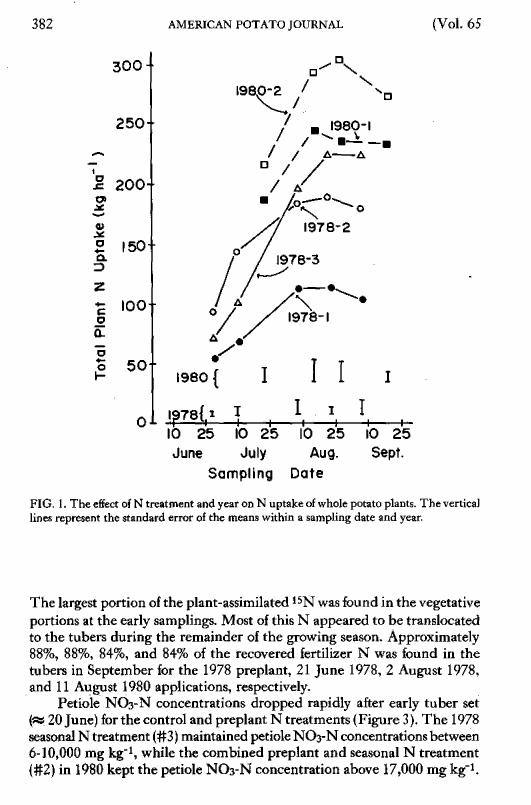 382 AMERICAN POTATO JOURNAL (Vol. 65
300
250
200
150
100
50
0
Total Plant N Uptake (kg ha⁻¹)
1980-2
1980-1
1978-2
1978-3
1978-1
1980{
1978{
10 25 10 25 10 25 10 25
June July Aug. Sept.
Sampling Date
FIG. 1. The effect of N treatment and year on N uptake of whole potato plants. The vertical
lines represent the standard error of the means within a sampling date and year.
The largest portion of the plant-assimilated ¹⁵N was found in the vegetative
portions at the early samplings. Most of this N appeared to be translocated
to the tubers during the remainder of the growing season. Approximately
88%, 88%, 84%, and 84% of the recovered fertilizer N was found in the
tubers in September for the 1978 preplant, 21 June 1978, 2 August 1978,
and 11 August 1980 applications, respectively.
Petiole NO₃-N concentrations dropped rapidly after early tuber set
(≈ 20 June) for the control and preplant N treatments (Figure 3). The 1978
seasonal N treatment (#3) maintained petiole NO₃-N concentrations between
6-10,000 mg kg⁻¹, while the combined preplant and seasonal N treatment
(#2) in 1980 kept the petiole NO₃-N concentration above 17,000 mg kg⁻¹.